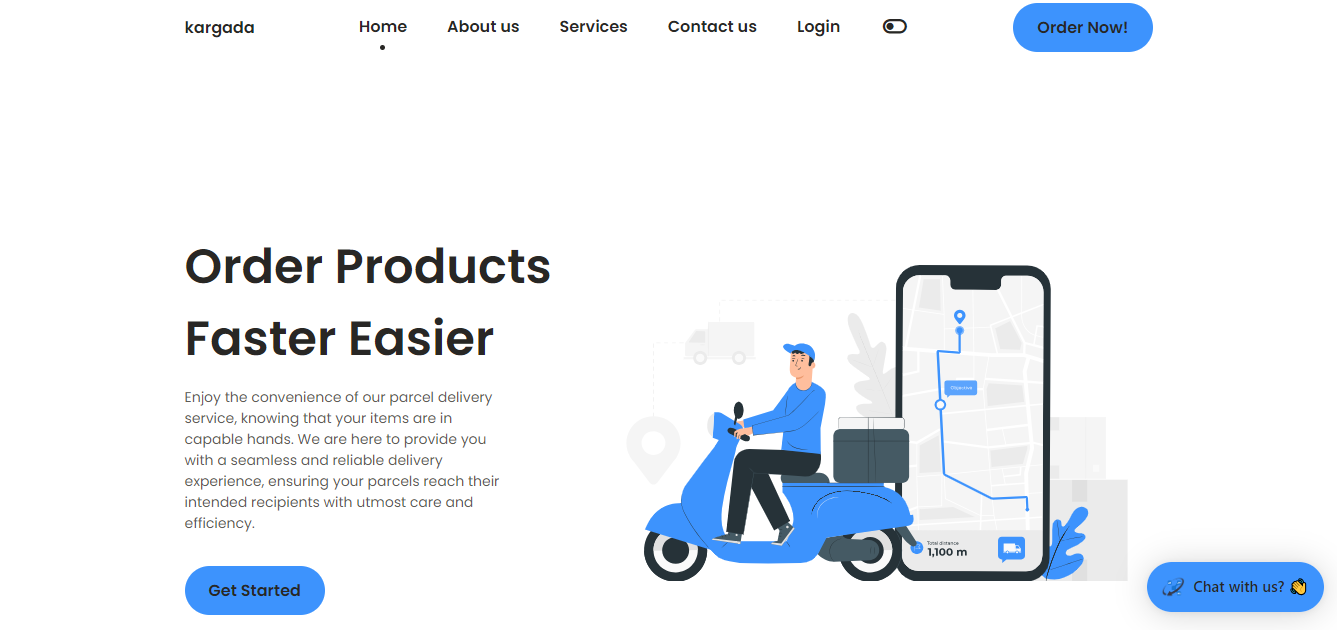 kargada
Home
About us
Services
Contact us
Login
Order Now!
Order Products
Faster Easier
Enjoy the convenience of our parcel delivery
service, knowing that your items are in
capable hands. We are here to provide you
with a seamless and reliable delivery
experience, ensuring your parcels reach their
intended recipients with utmost care and
efficiency.
Get Started
Objective
Total distance
1,100 m
Chat with us? 👋